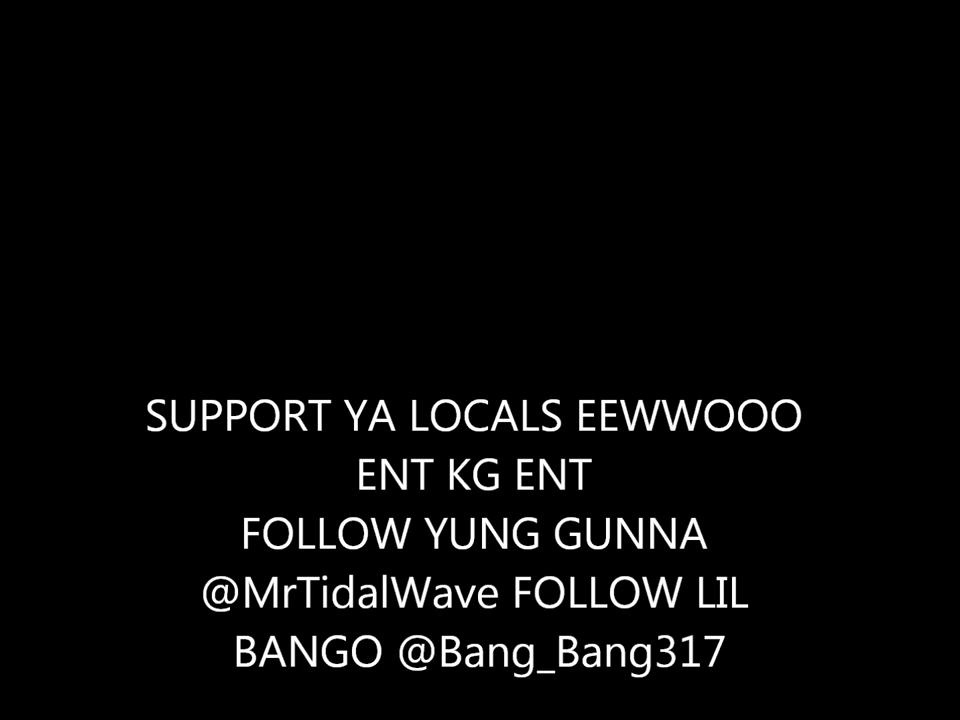 SUPPORT YA LOCALS EEWWOOO
ENT KG ENT
FOLLOW YUNG GUNNA
@MrTidalWave FOLLOW LIL
BANGO @Bang_Bang317